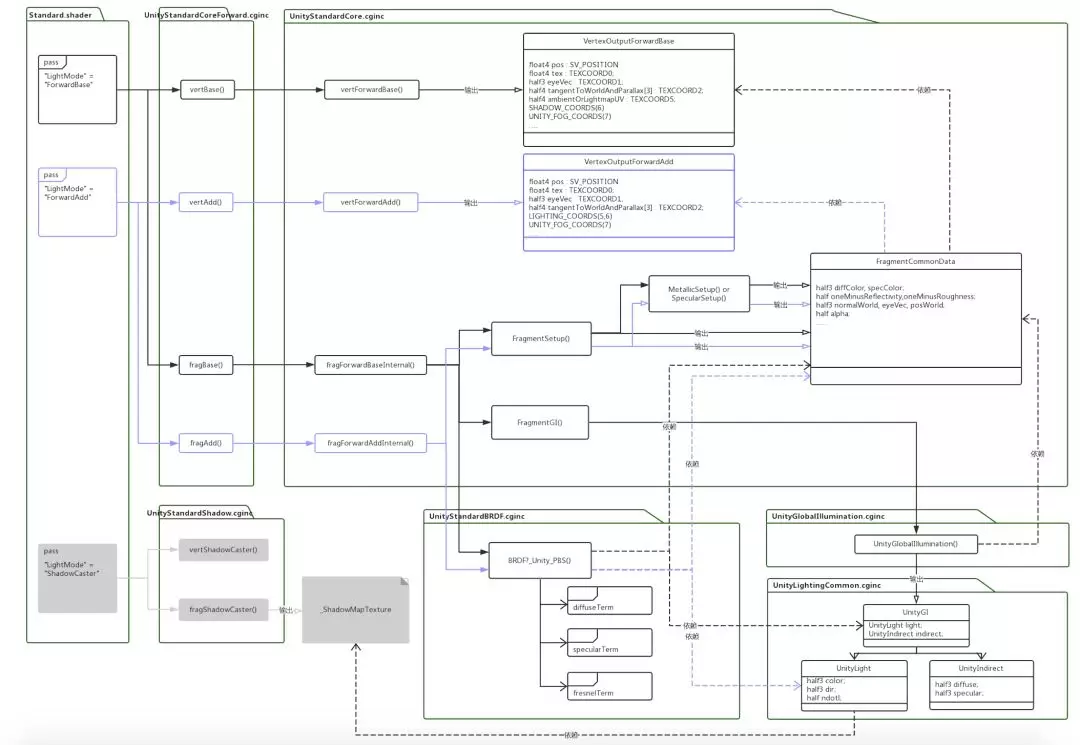 Standard.shader
UnityStandardCoreForward.cginc
UnityStandardCore.cginc
pass
"LightMode" =
"ForwardBase"
vertBase()
vertForwardBase()
输出
VertexOutputForwardBase
float4 pos : SV_POSITION
float4 tex : TEXCOORD0;
half3 eyeVec : TEXCOORD1,
half4 tangentToWorldAndParallax[3] : TEXCOORD2;
half4 ambientOrLightmapUV : TEXCOORD5;
SHADOW_COORDS(6)
UNITY_FOG_COORDS(7)
....
依赖
pass
"LightMode" =
"ForwardAdd"
vertAdd()
vertForwardAdd()
输出
VertexOutputForwardAdd
float4 pos : SV_POSITION
float4 tex : TEXCOORD0;
half3 eyeVec : TEXCOORD1,
half4 tangentToWorldAndParallax[3] : TEXCOORD2;
LIGHTING_COORDS(5,6)
UNITY_FOG_COORDS(7)
依赖
FragmentCommonData
half3 diffColor, specColor;
half oneMinusReflectivity,oneMinusRoughness;
half3 normalWorld, eyeVec, posWorld,
half alpha;
.....
MetallicSetup() or
SpecularSetup()
输出
输出
FragmentSetup()
输出
输出
fragBase()
fragForwardBaseInternal()
FragmentGI()
依赖
fragAdd()
fragForwardAddInternal()
依赖
依赖
UnityStandardShadow.cginc
UnityStandardBRDF.cginc
UnityGlobalIllumination.cginc
pass
"LightMode" =
"ShadowCaster"
vertShadowCaster()
fragShadowCaster()
输出
_ShadowMapTexture
BRDF?_Unity_PBS()
diffuseTerm
specularTerm
fresnelTerm
UnityGlobalIllumination()
输出
UnityLightingCommon.cginc
UnityGI
UnityLight light;
UnityIndirect indirect,
依赖
依赖
UnityLight
half3 color;
half3 dir;
half ndotl;
UnityIndirect
half3 diffuse;
half3 specular;
依赖